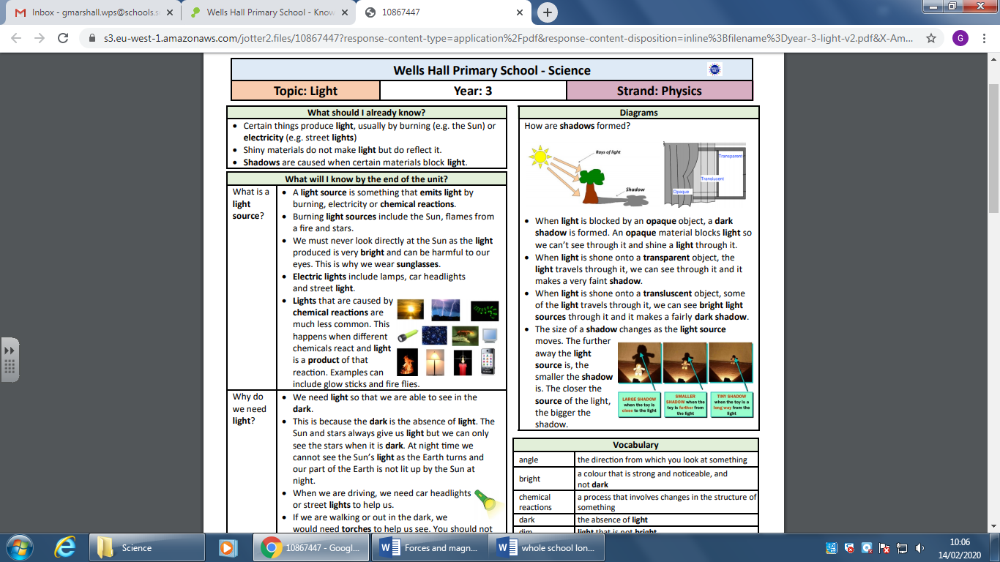 Inbox - gmarshall.wps@schools.s
Wells Hall Primary School - Know
10867447
s3.eu-west-1.amazonaws.com/jotter2.files/10867447?response-content-type=application%2Fpdf&response-content-disposition=inline%3Bfilename%3Dyear-3-light-v2.pdf&X-Am...
G
Wells Hall Primary School - Science
Topic: Light
Year: 3
Strand: Physics
What should I already know?
• Certain things produce light, usually by burning (e.g. the Sun) or
electricity (e.g. street lights)
• Shiny materials do not make light but do reflect it.
• Shadows are caused when certain materials block light.
What will I know by the end of the unit?
What is a
light
source?
• A light source is something that emits light by
burning, electricity or chemical reactions.
• Burning light sources include the Sun, flames from
a fire and stars.
• We must never look directly at the Sun as the light
produced is very bright and can be harmful to our
eyes. This is why we wear sunglasses.
• Electric lights include lamps, car headlights
and street light.
• Lights that are caused by
chemical reactions are
much less common. This
happens when different
chemicals react and light
is a product of that
reaction. Examples can
include glow sticks and fire flies.
Why do
we need
light?
• We need light so that we are able to see in the
dark.
• This is because the dark is the absence of light. The
Sun and stars always give us light but we can only
see the stars when it is dark. At night time we
cannot see the Sun's light as the Earth turns and
our part of the Earth is not lit up by the Sun at
night.
• When we are driving, we need car headlights
or street lights to help us.
• If we are walking or out in the dark, we
would need torches to help us see. You should not
Diagrams
How are shadows formed?
Rays of light
Shadow
Transparent
Translucent
Opaque
• When light is blocked by an opaque object, a dark
shadow is formed. An opaque material blocks light so
we can't see through it and shine a light through it.
• When light is shone onto a transparent object, the
light travels through it, we can see through it and it
makes a very faint shadow.
• When light is shone onto a transluscent object, some
of the light travels through it, we can see bright light
sources through it and it makes a fairly dark shadow.
• The size of a shadow changes as the light source
moves. The further
away the light
source is, the
smaller the shadow
is. The closer the
source of the light,
the bigger the
shadow.
LARGE SHADOW
when the toy is
close to the light
SMALLER
SHADOW when the
toy is further from
the light
TINY SHADOW
when the toy is a
long way from the
light
Vocabulary
angle
the direction from which you look at something
bright
a colour that is strong and noticeable, and
not dark
chemical
reactions
a process that involves changes in the structure of
something
dark
the absence of light
dim
light that is not bright
Science
10867447 - Googl...
Forces and magn...
whole school lon...
10:06
14/02/2020